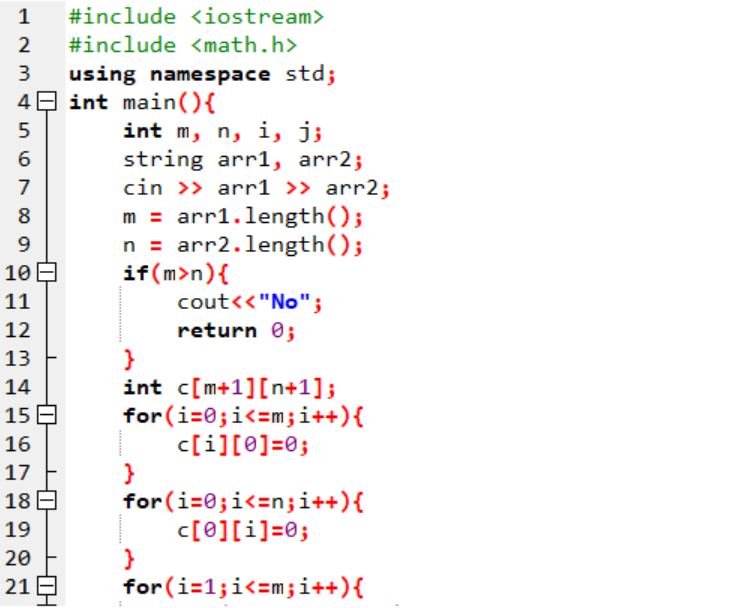 1 #include <iostream>
2 #include <math.h>
3 using namespace std;
4 int main(){
5 int m, n, i, j;
6 string arr1, arr2;
7 cin >> arr1 >> arr2;
8 m = arr1.length();
9 n = arr2.length();
10 if(m>n){
11 cout<<"No";
12 return 0;
13 }
14 int c[m+1][n+1];
15 for(i=0;i<=m;i++){
16 c[i][0]=0;
17 }
18 for(i=0;i<=n;i++){
19 c[0][i]=0;
20 }
21 for(i=1;i<=m;i++){